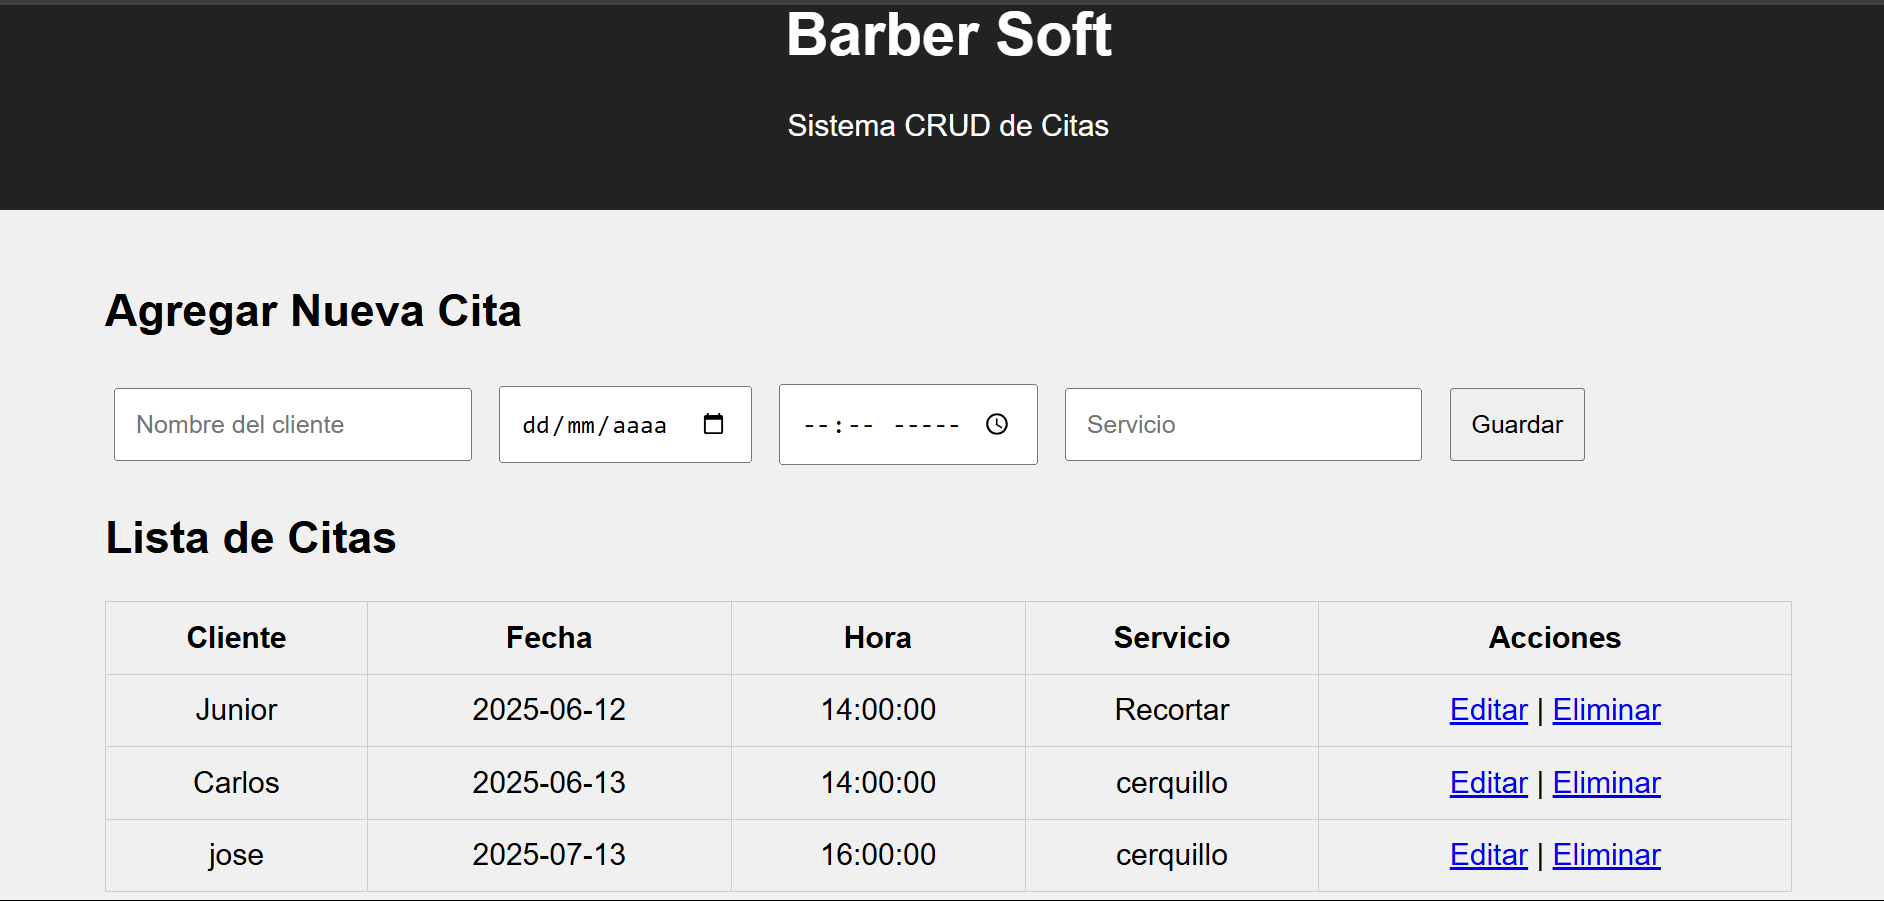 Barber Soft
Sistema CRUD de Citas
Agregar Nueva Cita
Nombre del cliente dd/mm/aaaa --:-- ----- Servicio Guardar
Lista de Citas
Cliente Fecha Hora Servicio Acciones
Junior 2025-06-12 14:00:00 Recortar Editar | Eliminar
Carlos 2025-06-13 14:00:00 cerquillo Editar | Eliminar
jose 2025-07-13 16:00:00 cerquillo Editar | Eliminar